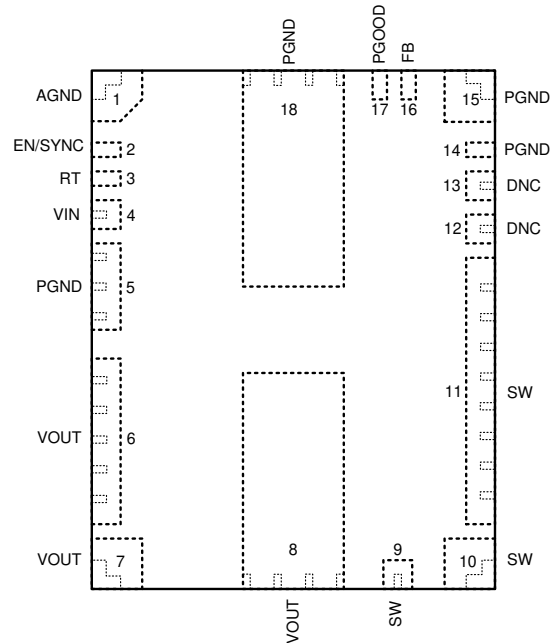 PGND
PGOOD
FB
AGND 1 18 17 16 15 PGND
EN/SYNC 2 14 PGND
RT 3 13 DNC
VIN 4 12 DNC
PGND 5
11 SW
VOUT 6
VOUT 7 8 9 10 SW
VOUT
SW